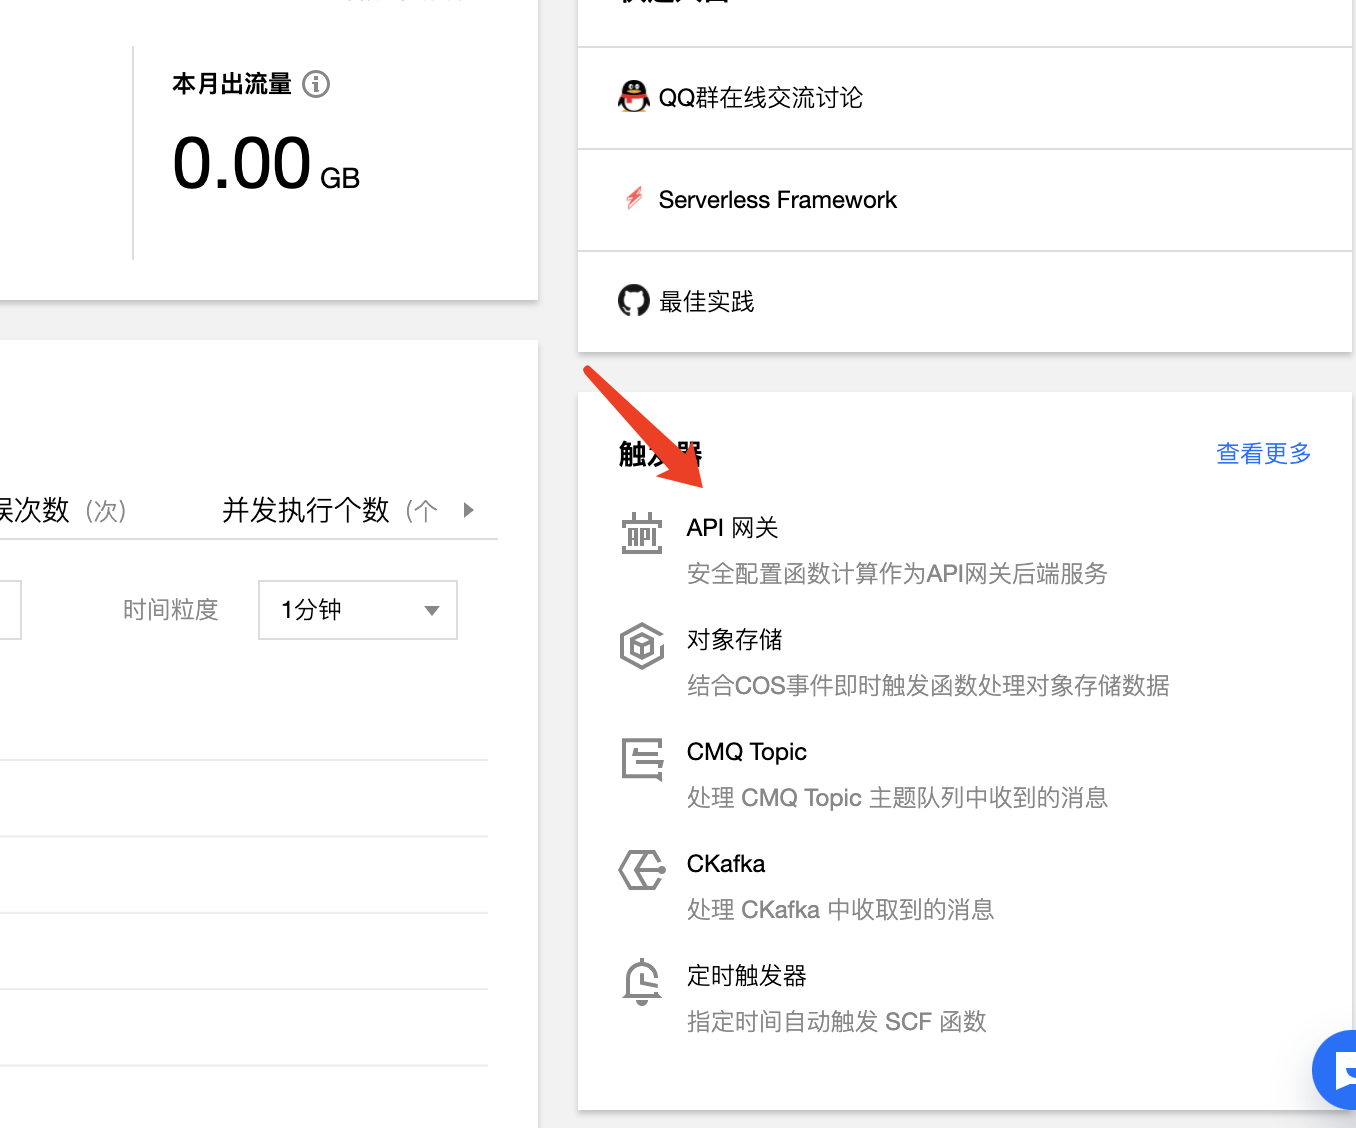 本月出流量
0.00 GB
误次数 (次)
并发执行个数 (个
时间粒度
1分钟
QQ群在线交流讨论
Serverless Framework
最佳实践
触发器
查看更多
API 网关
安全配置函数计算作为API网关后端服务
对象存储
结合COS事件即时触发函数处理对象存储数据
CMQ Topic
处理 CMQ Topic 主题队列中收到的消息
CKafka
处理 CKafka 中收取到的消息
定时触发器
指定时间自动触发 SCF 函数